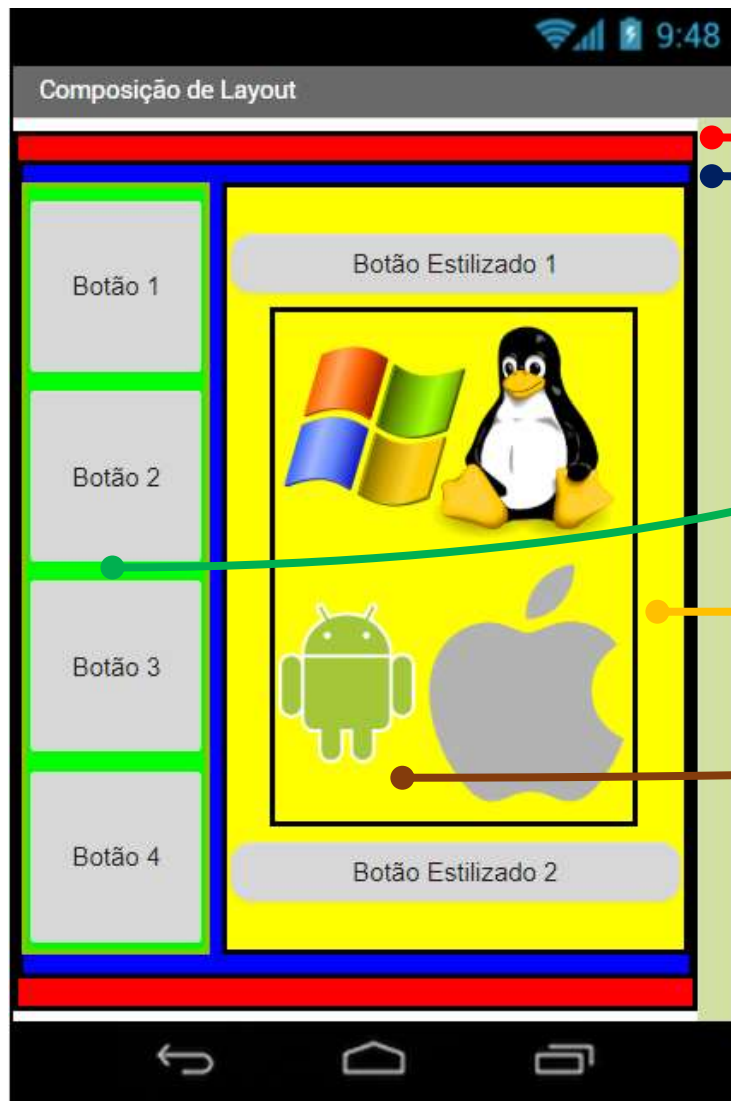 9:48
Composição de Layout
Botão 1
Botão Estilizado 1
Botão 2
Botão 3
Botão 4
Botão Estilizado 2